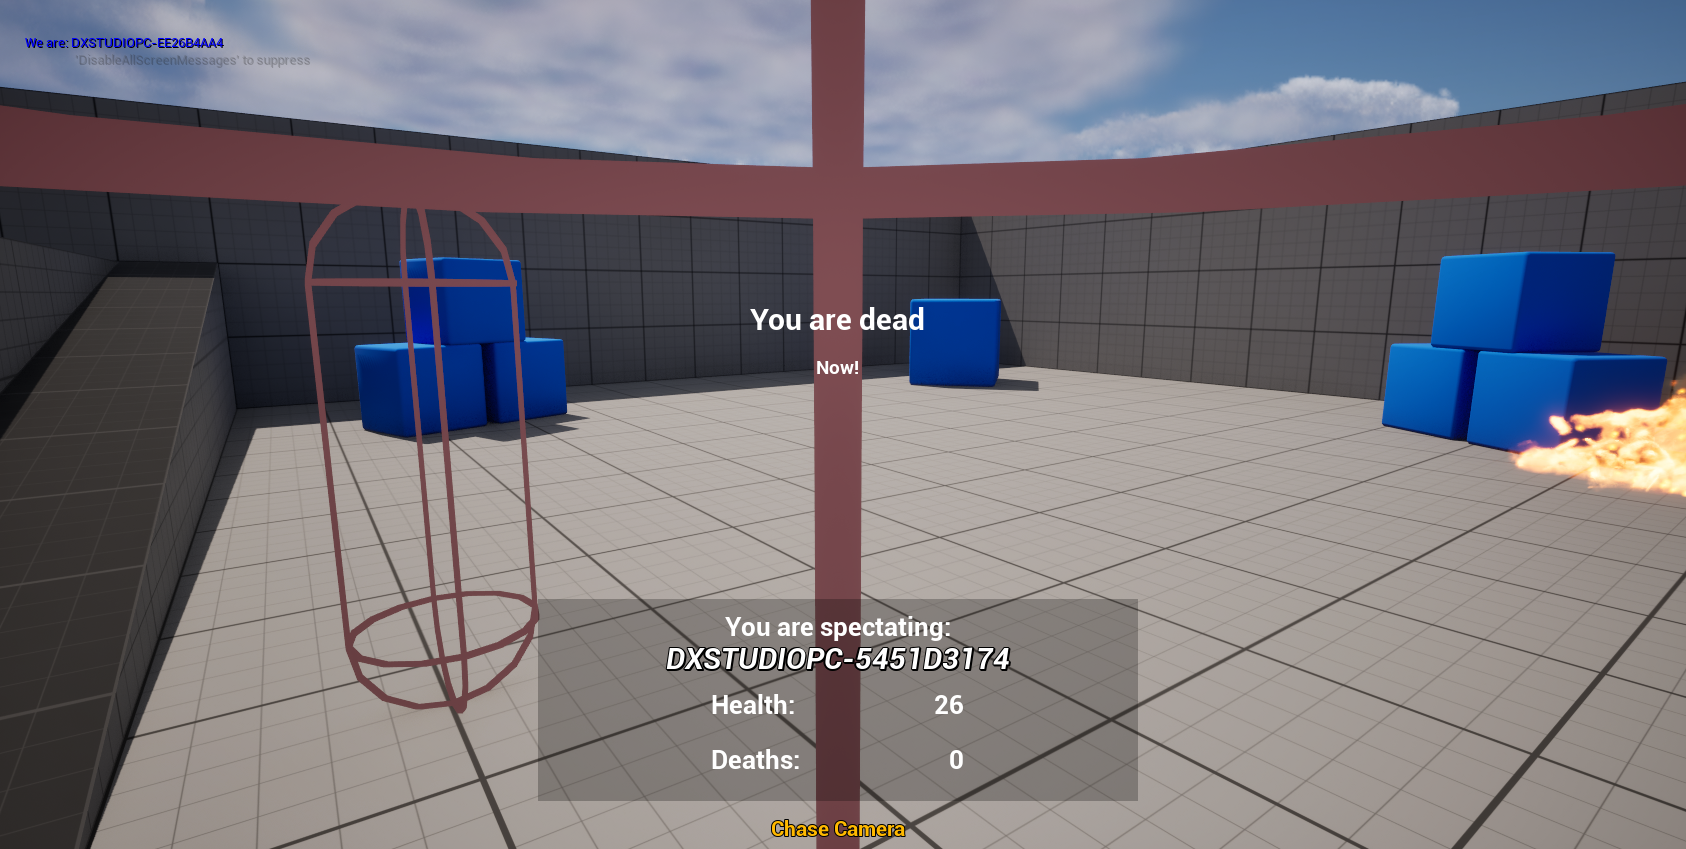 We are: DXSTUDIOPC-EE26B4AA4
'DisableAllScreenMessages' to suppress
You are dead
Now!
You are spectating:
DXSTUDIOPC-5451D3174
Health: 26
Deaths: 0
Chase Camera